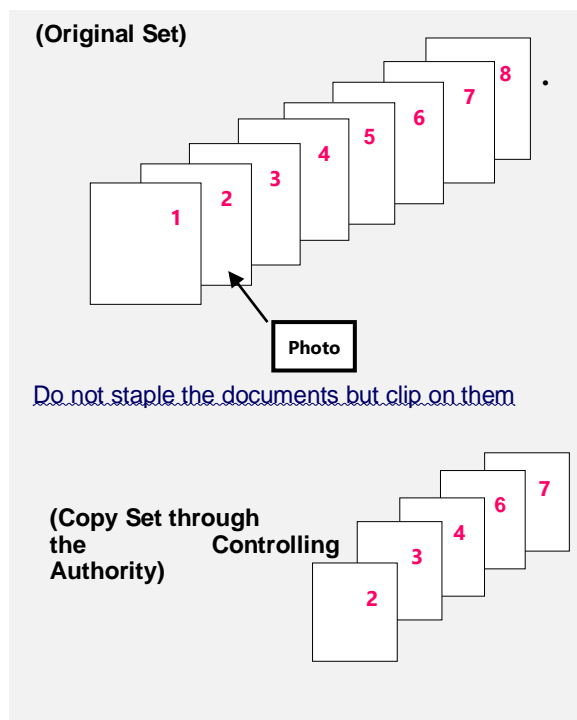 (Original Set)
8
7
6
5
4
3
2
1
Photo
Do not staple the documents but clip on them
(Copy Set through
the Controlling
Authority)
7
6
4
3
2